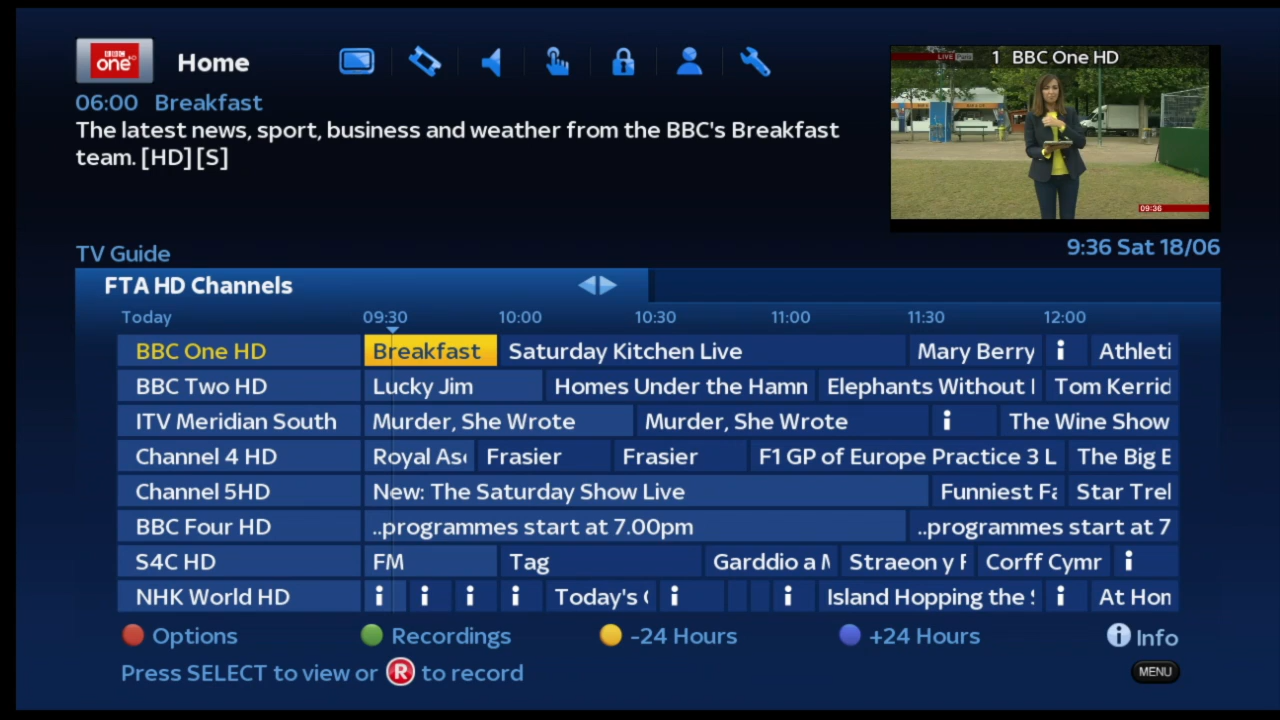 BBC
one HD
Home
LIVE
1 BBC One HD
06:00 Breakfast
The latest news, sport, business and weather from the BBC's Breakfast
team. [HD][S]
09:36
TV Guide
9:36 Sat 18/06
FTA HD Channels
Today 09:30 10:00 10:30 11:00 11:30 12:00
BBC One HD Breakfast Saturday Kitchen Live Mary Berry i Athleti
BBC Two HD Lucky Jim Homes Under the Hamn Elephants Without Tom Kerrid
ITV Meridian South Murder, She Wrote Murder, She Wrote i The Wine Show
Channel 4 HD Royal Asc Frasier Frasier F1 GP of Europe Practice 3 L The Big B
Channel 5HD New: The Saturday Show Live Funniest Fa Star Trek
BBC Four HD ..programmes start at 7.00pm ..programmes start at 7
S4C HD FM Tag Garddio a M Straeon y F Corff Cymr i
NHK World HD i i i i Today's i i Island Hopping the S i At Hom
Options Recordings -24 Hours +24 Hours i Info
Press SELECT to view or R to record MENU